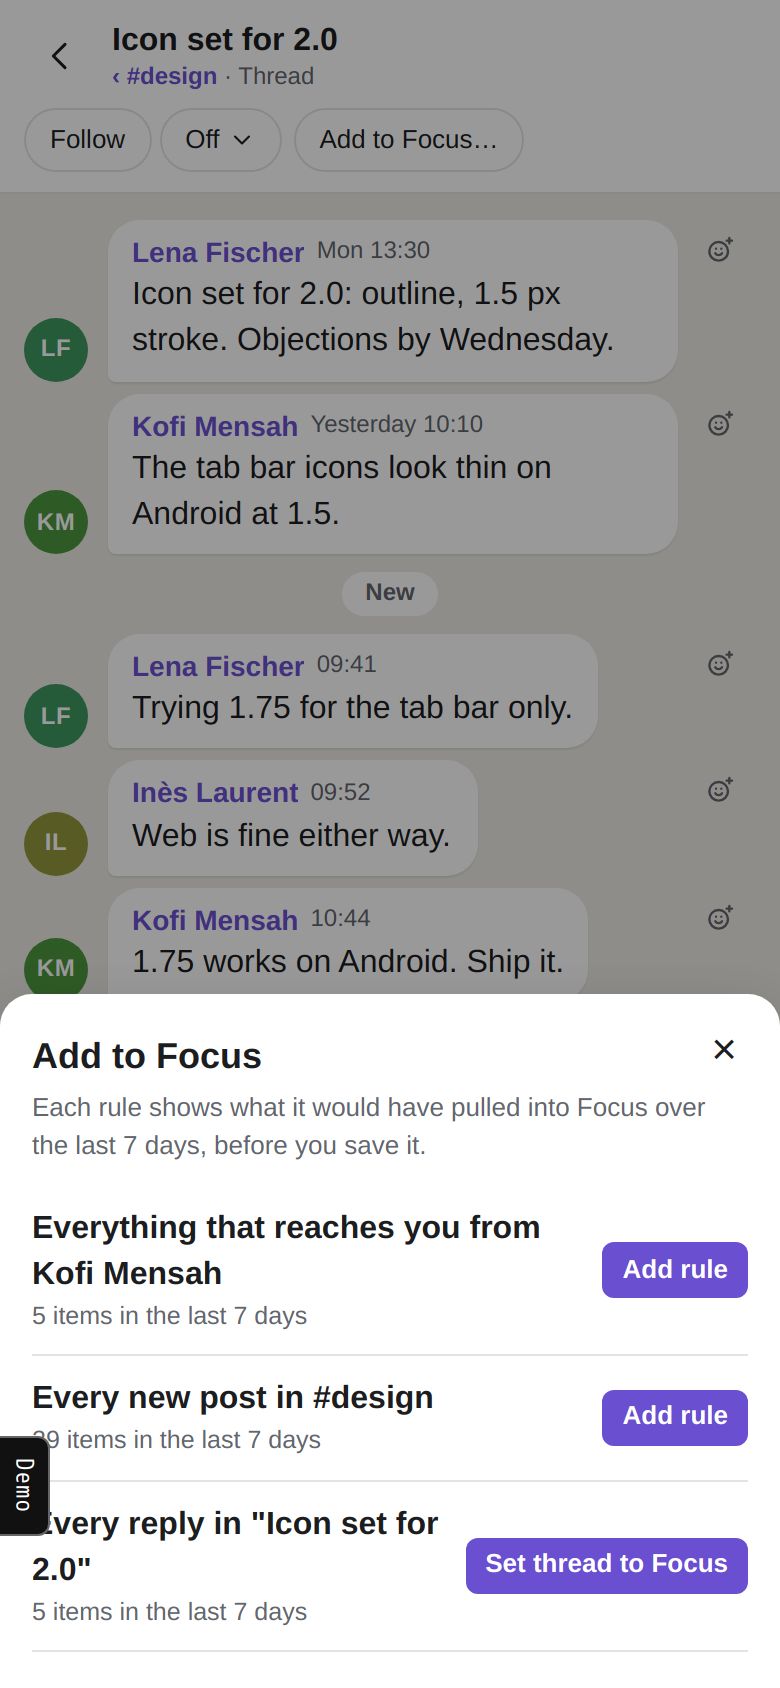 Icon set for 2.0
‹ #design · Thread
Follow
Off
Add to Focus…
Lena Fischer Mon 13:30
Icon set for 2.0: outline, 1.5 px
stroke. Objections by Wednesday.
LF
Kofi Mensah Yesterday 10:10
The tab bar icons look thin on
Android at 1.5.
KM
New
Lena Fischer 09:41
Trying 1.75 for the tab bar only.
LF
Inès Laurent 09:52
Web is fine either way.
IL
Kofi Mensah 10:44
1.75 works on Android. Ship it.
KM
Add to Focus
Each rule shows what it would have pulled into Focus over
the last 7 days, before you save it.
Everything that reaches you from
Kofi Mensah
5 items in the last 7 days
Add rule
Every new post in #design
items in the last 7 days
Add rule
Demo
Every reply in "Icon set for
2.0"
5 items in the last 7 days
Set thread to Focus